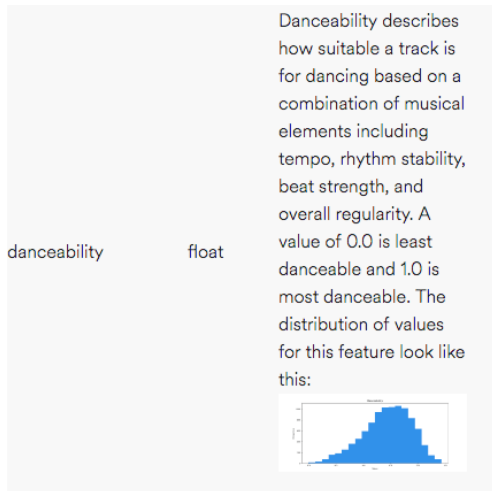 Danceability describes
how suitable a track is
for dancing based on a
combination of musical
elements including
tempo, rhythm stability,
beat strength, and
overall regularity. A
value of 0.0 is least
danceability
float
danceable and 1.0 is
most danceable. The
distribution of values
for this feature look like
this: